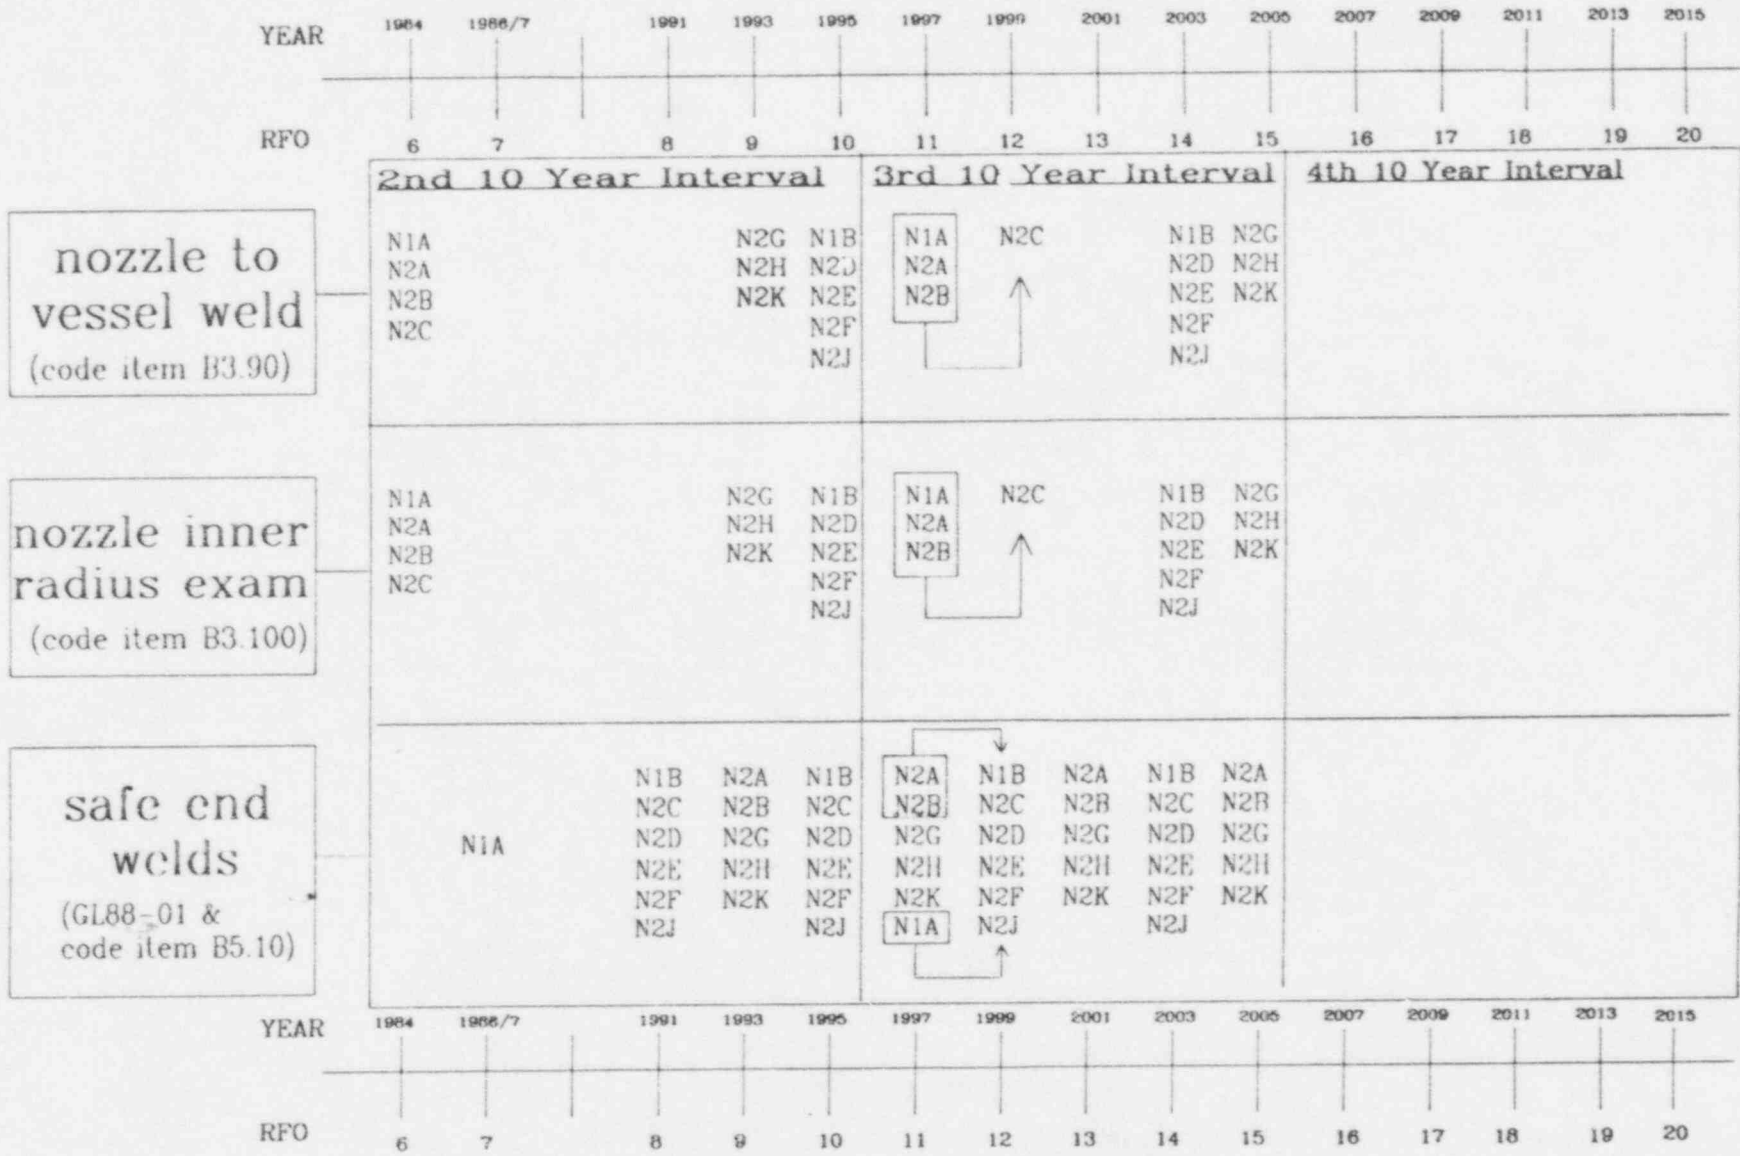 YEAR 1984 1986/7 1991 1993 1995 1997 1999 2001 2003 2005 2007 2009 2011 2013 2015
RFO 6 7 8 9 10 11 12 13 14 15 16 17 18 19 20
2nd 10 Year Interval 3rd 10 Year Interval 4th 10 Year Interval
nozzle to
vessel weld
(code item B3.90)
N1A N2G N1B N1A N2C N1B N2G
N2A N2H N2D N2A N2D N2H
N2B N2K N2E N2B N2E N2K
N2C N2F N2F
N2J N2J
nozzle inner
radius exam
(code item B3.100)
N1A N2G N1B N1A N2C N1B N2G
N2A N2H N2D N2A N2D N2H
N2B N2K N2E N2B N2E N2K
N2C N2F N2F
N2J N2J
safe end
welds
(GL88-01 &
code item B5.10)
N1A
N1B N2A N1B N2A N1B N2A N1B N2A
N2C N2B N2C N2B N2C N2B N2C N2B
N2D N2G N2D N2G N2D N2G N2D N2G
N2E N2H N2E N2H N2E N2H N2E N2H
N2F N2K N2F N2K N2F N2K N2F N2K
N2J N2J N1A N2J N2J
YEAR 1984 1986/7 1991 1993 1995 1997 1999 2001 2003 2005 2007 2009 2011 2013 2015
RFO 6 7 8 9 10 11 12 13 14 15 16 17 18 19 20